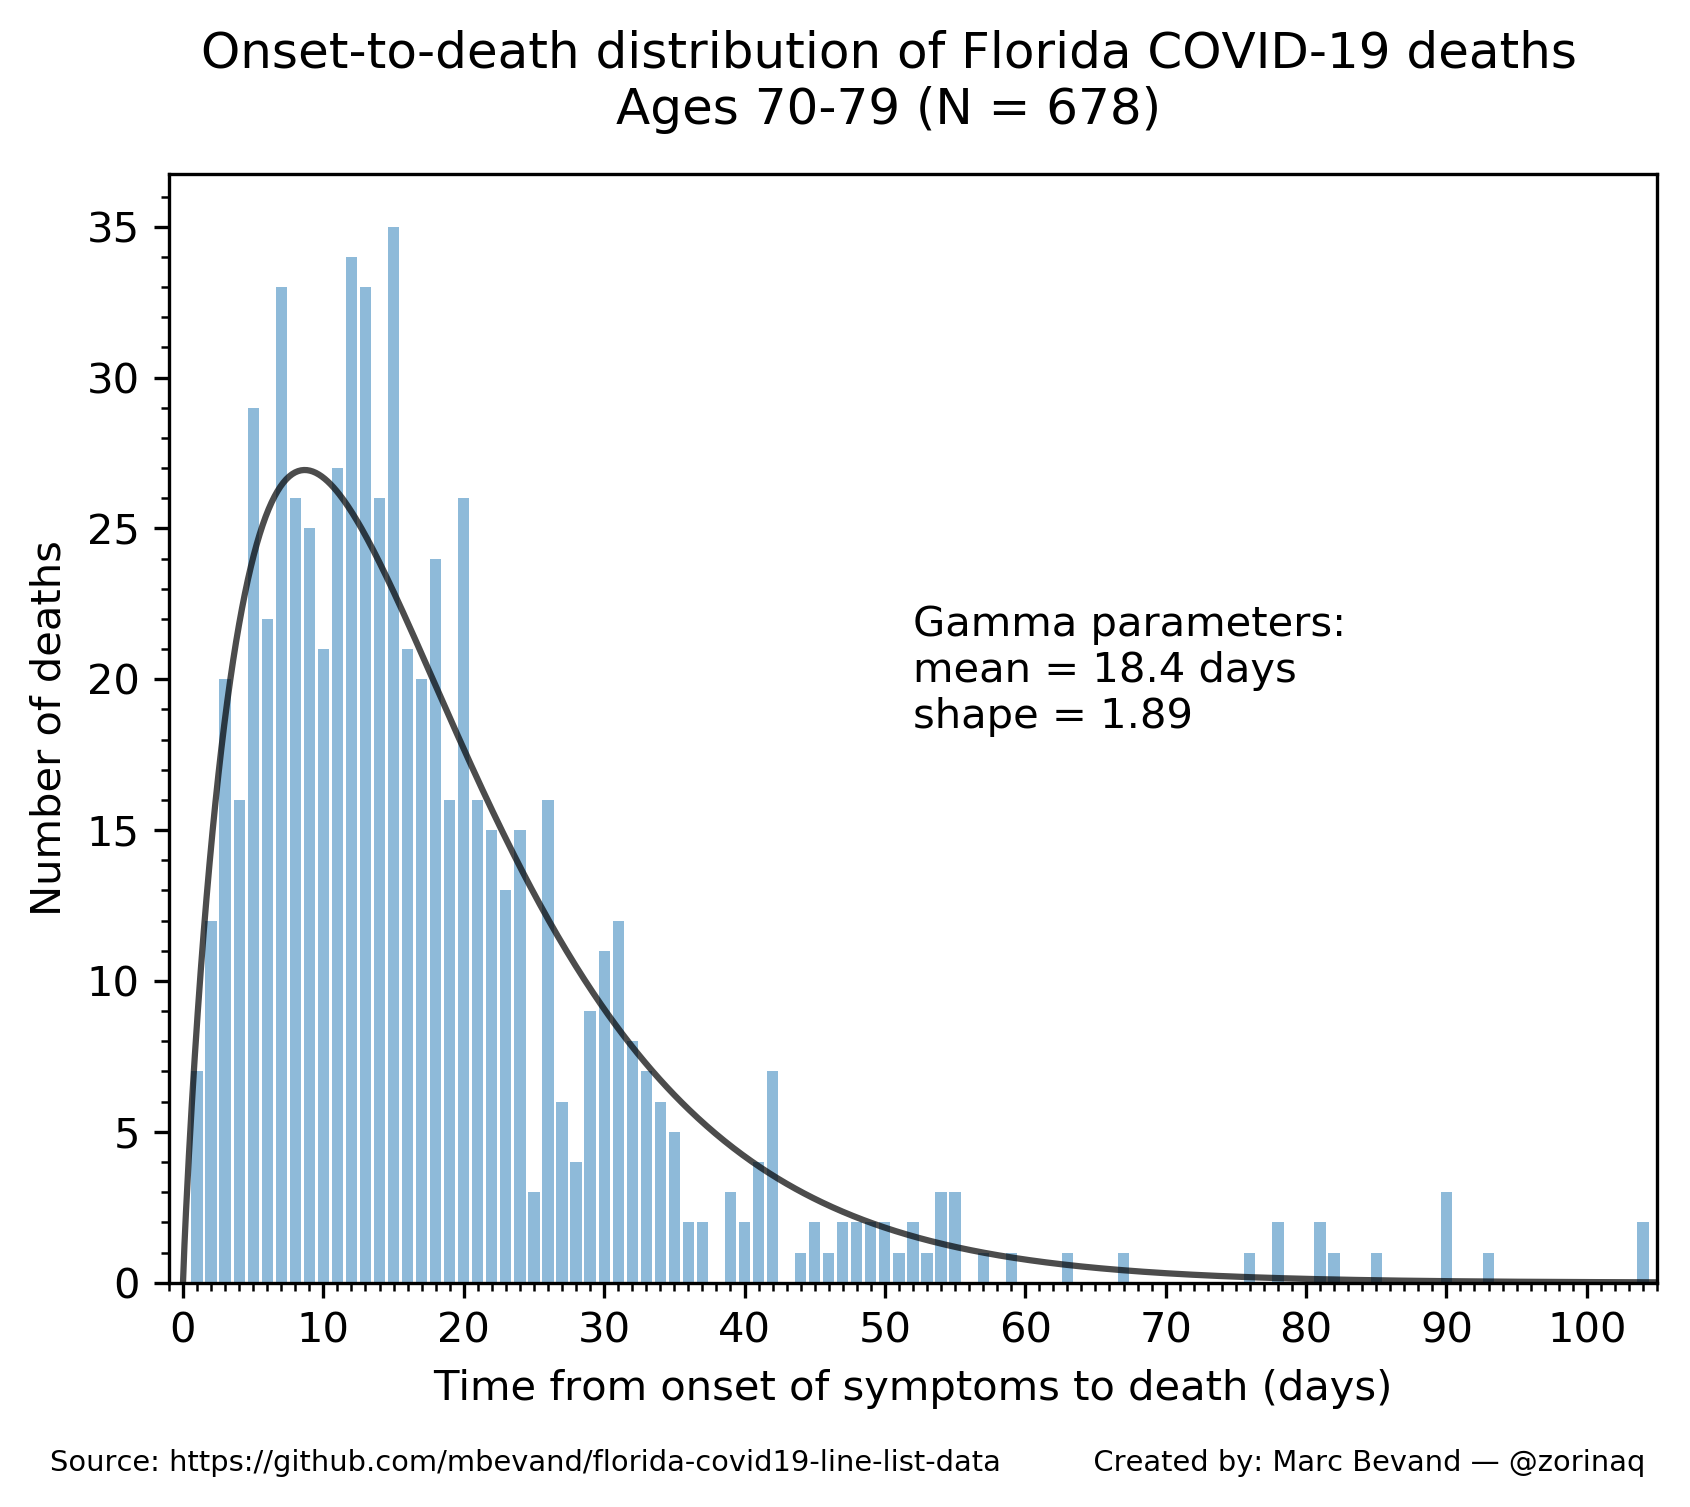 Onset-to-death distribution of Florida COVID-19 deaths
Ages 70-79 (N = 678)
35
30
25
20
15
10
5
0
Number of deaths
Gamma parameters:
mean = 18.4 days
shape = 1.89
0 10 20 30 40 50 60 70 80 90 100
Time from onset of symptoms to death (days)
Source: https://github.com/mbevand/florida-covid19-line-list-data Created by: Marc Bevand — @zorinaq